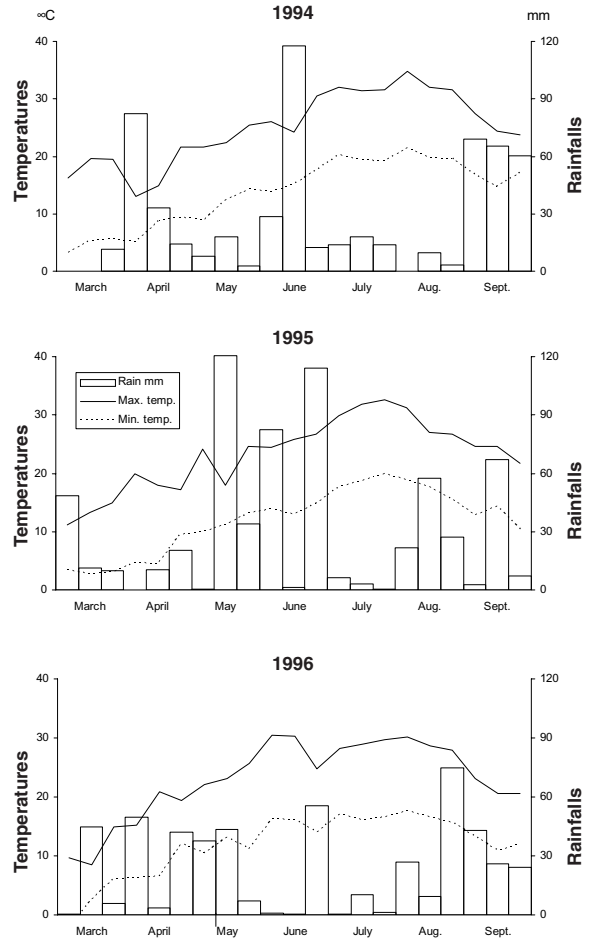 ∞C 1994 mm
Temperatures
Rainfalls
40 120
30 90
20 60
10 30
0 0
March April May June July Aug. Sept.
1995
Temperatures
Rainfalls
Rain mm
Max. temp.
Min. temp.
40 120
30 90
20 60
10 30
0 0
March April May June July Aug. Sept.
1996
Temperatures
Rainfalls
40 120
30 90
20 60
10 30
0 0
March April May June July Aug. Sept.